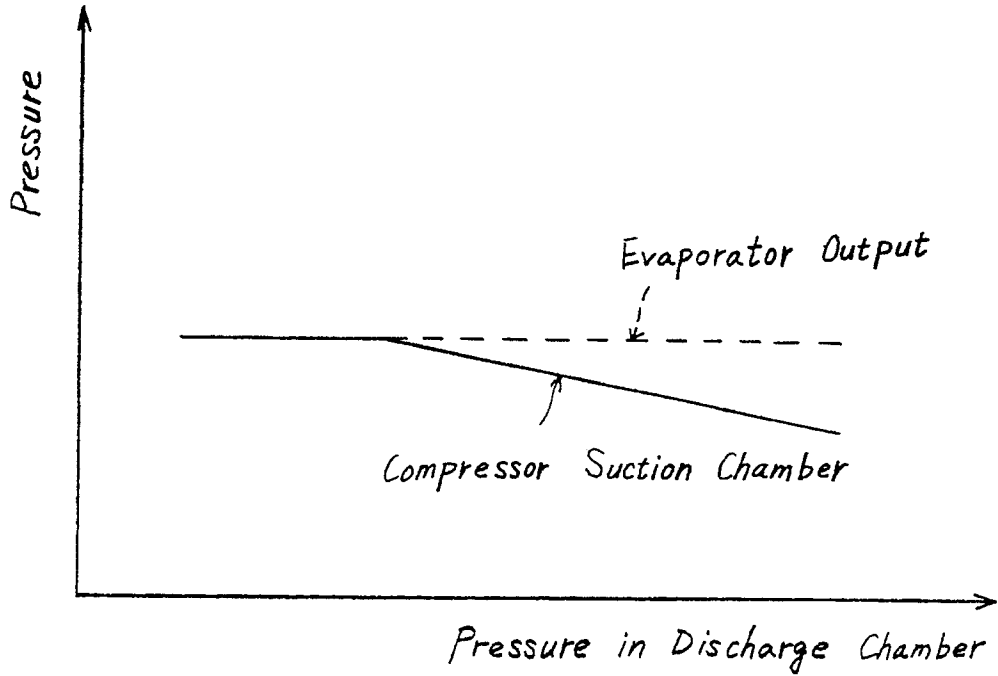 Pressure
Evaporator Output
Compressor Suction Chamber
Pressure in Discharge Chamber